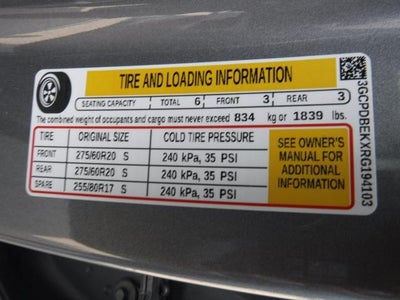 TIRE AND LOADING INFORMATION
SEATING CAPACITY TOTAL 6 FRONT 3 REAR 3
The combined weight of occupants and cargo must never exceed 834 kg or 1839 lbs.
TIRE ORIGINAL SIZE COLD TIRE PRESSURE
FRONT 275/60R20 S 240 kPa, 35 PSI
REAR 275/60R20 S 240 kPa, 35 PSI
SPARE 255/80R17 S 240 kPa, 35 PSI
SEE OWNER'S
MANUAL FOR
ADDITIONAL
INFORMATION
3GCPDBEKXRG194103